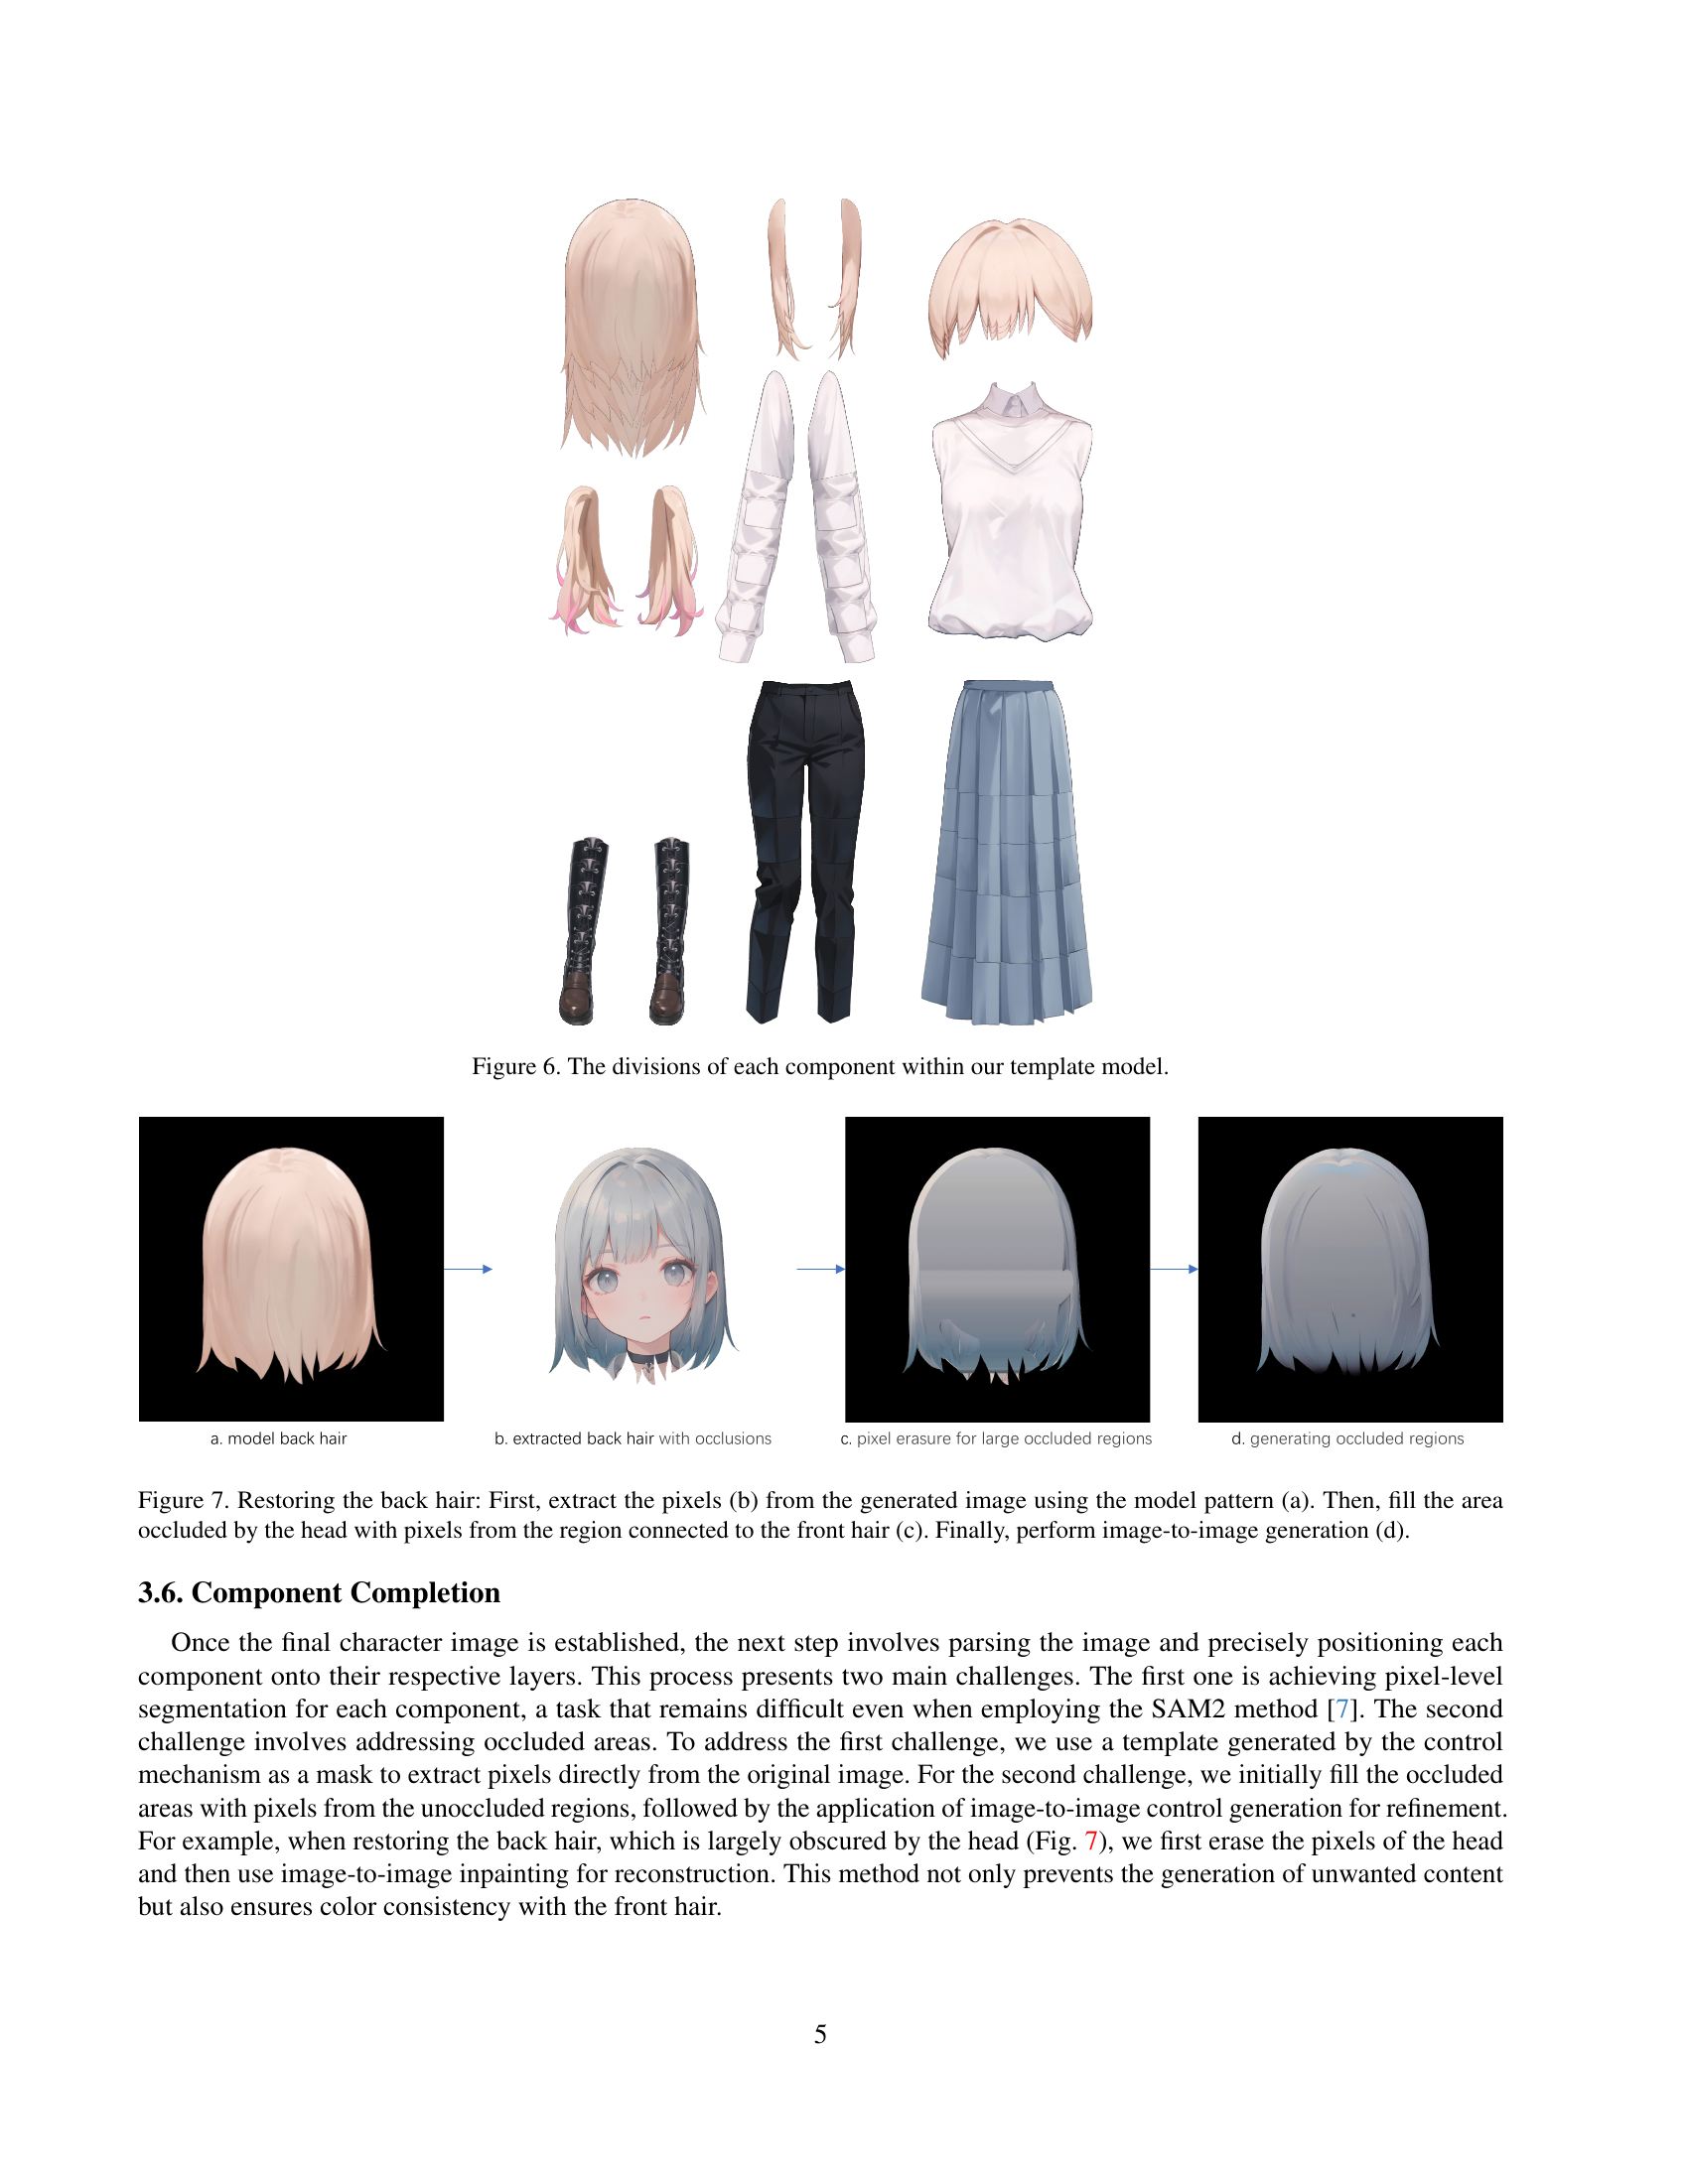 Figure 6. The divisions of each component within our template model.
a. model back hair
b. extracted back hair with occlusions
c. pixel erasure for large occluded regions
d. generating occluded regions
Figure 7. Restoring the back hair: First, extract the pixels (b) from the generated image using the model pattern (a). Then, fill the area
occluded by the head with pixels from the region connected to the front hair (c). Finally, perform image-to-image generation (d).
3.6. Component Completion
Once the final character image is established, the next step involves parsing the image and precisely positioning each
component onto their respective layers. This process presents two main challenges. The first one is achieving pixel-level
segmentation for each component, a task that remains difficult even when employing the SAM2 method [7]. The second
challenge involves addressing occluded areas. To address the first challenge, we use a template generated by the control
mechanism as a mask to extract pixels directly from the original image. For the second challenge, we initially fill the occluded
areas with pixels from the unoccluded regions, followed by the application of image-to-image control generation for refinement.
For example, when restoring the back hair, which is largely obscured by the head (Fig. 7), we first erase the pixels of the head
and then use image-to-image inpainting for reconstruction. This method not only prevents the generation of unwanted content
but also ensures color consistency with the front hair.
5